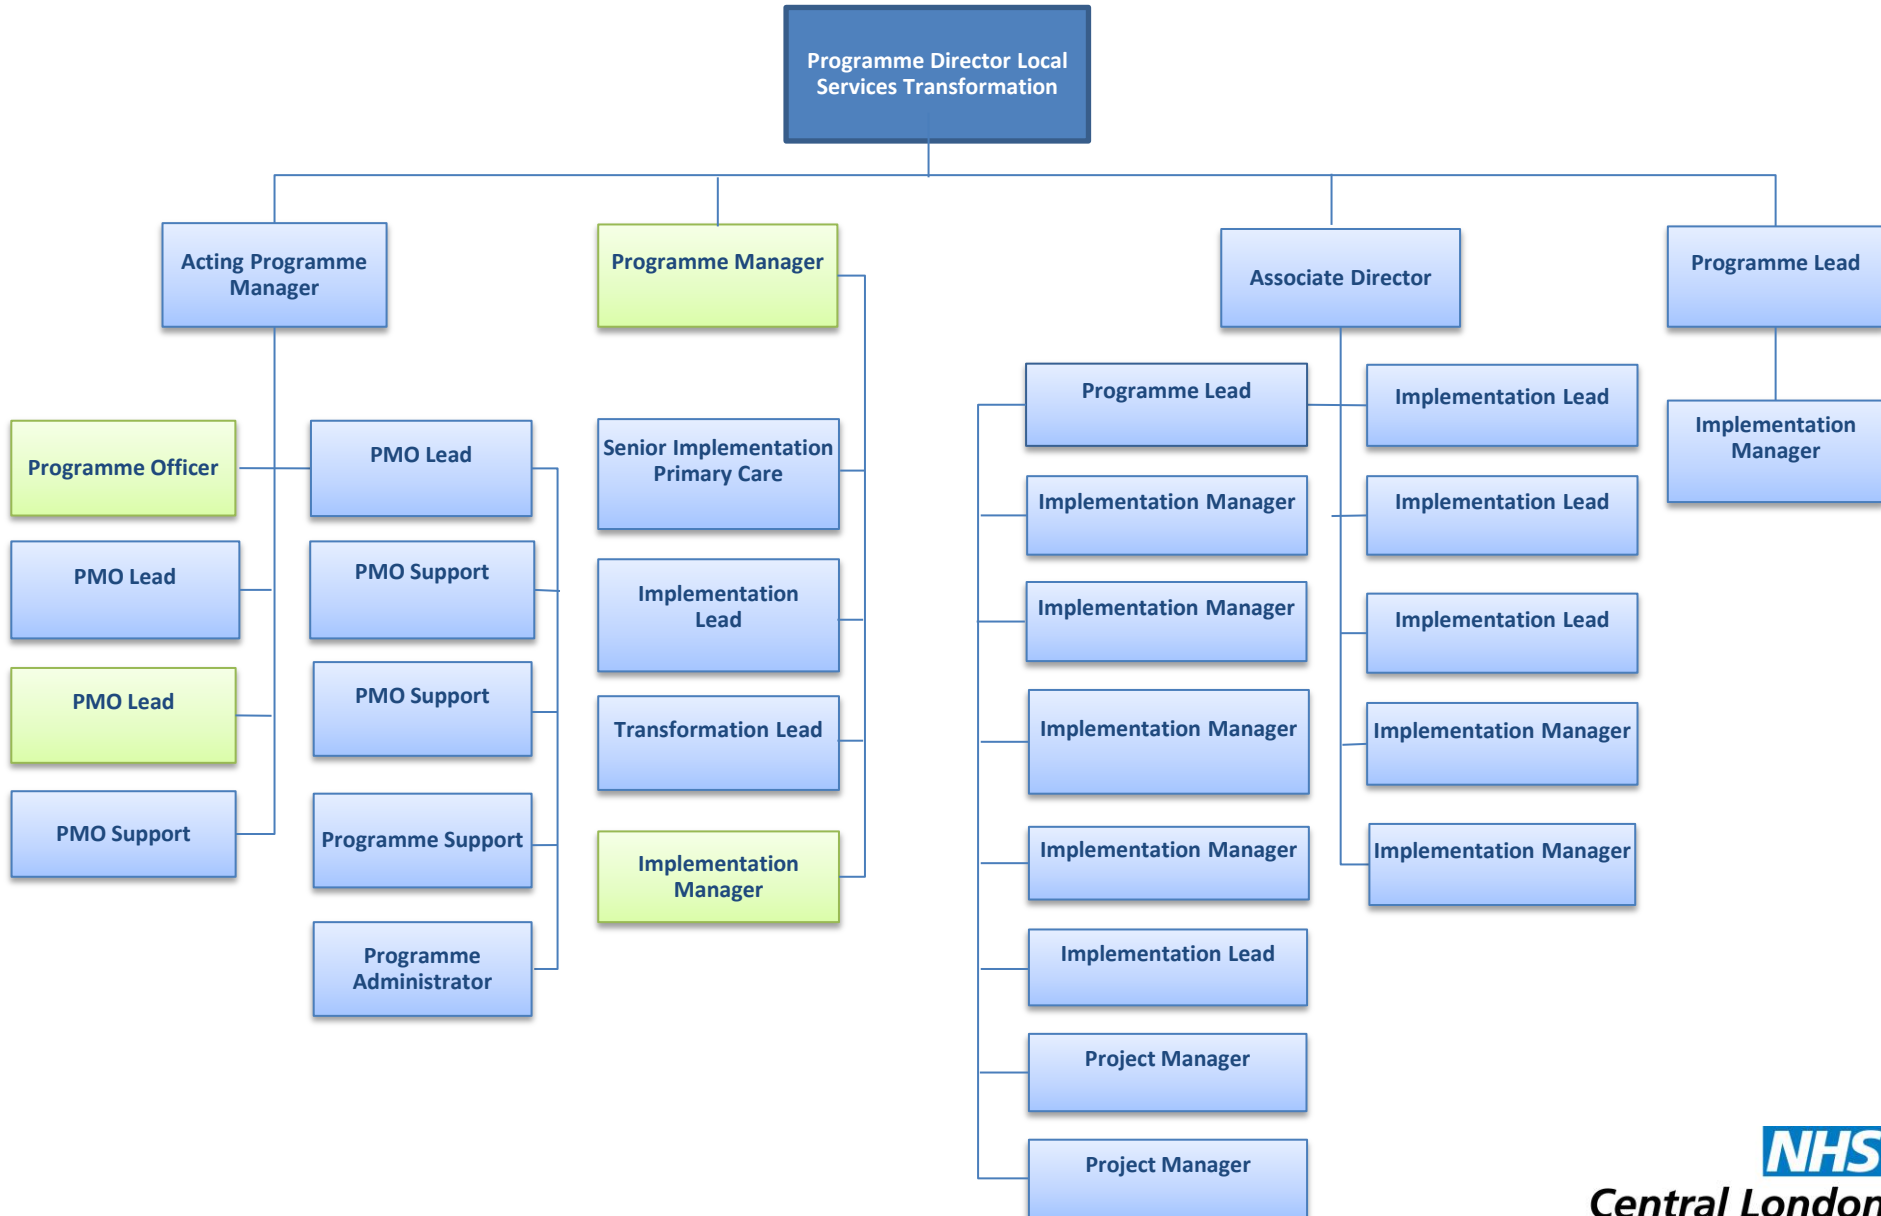 Programme Director Local
Services Transformation
Acting Programme
Manager
Programme Manager
Associate Director
Programme Lead
Programme Officer
PMO Lead
PMO Lead
PMO Support
PMO Lead
PMO Support
PMO Support
Programme Support
Programme
Administrator
Senior Implementation
Primary Care
Implementation
Lead
Transformation Lead
Implementation
Manager
Programme Lead
Implementation Manager
Implementation Manager
Implementation Manager
Implementation Manager
Implementation Lead
Project Manager
Project Manager
Implementation Lead
Implementation Lead
Implementation Lead
Implementation Manager
Implementation Manager
Implementation
Manager
NHS
Central London